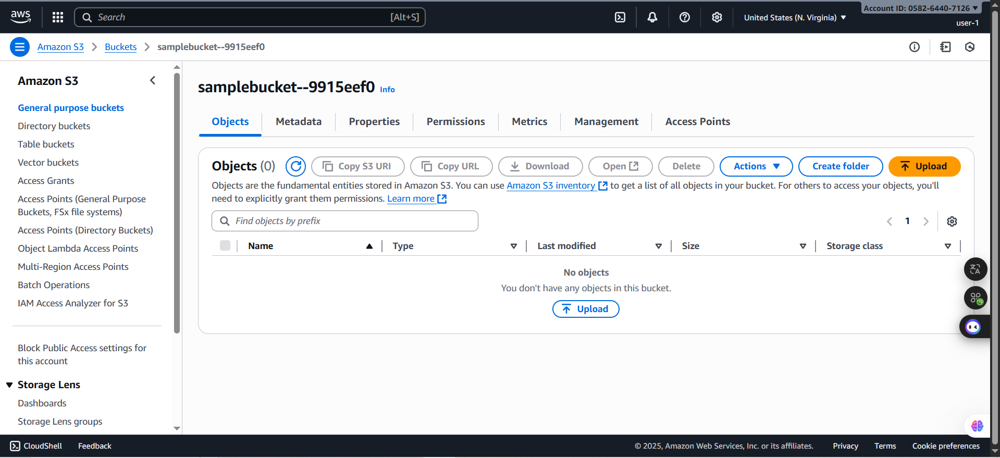 aws
Search [Alt+S]
United States (N. Virginia)
Account ID: 0582-6440-7126
user-1
Amazon S3
Buckets
samplebucket--9915eef0
Amazon S3
General purpose buckets
Directory buckets
Table buckets
Vector buckets
Access Grants
Access Points (General Purpose
Buckets, FSx file systems)
Access Points (Directory Buckets)
Object Lambda Access Points
Multi-Region Access Points
Batch Operations
IAM Access Analyzer for S3
Block Public Access settings for
this account
Storage Lens
Dashboards
Storage Lens groups
samplebucket--9915eef0 Info
Objects
Metadata
Properties
Permissions
Metrics
Management
Access Points
Objects (0)
Copy S3 URI
Copy URL
Download
Open
Delete
Actions
Create folder
Upload
Objects are the fundamental entities stored in Amazon S3. You can use Amazon S3 inventory to get a list of all objects in your bucket. For others to access your objects, you'll
need to explicitly grant them permissions. Learn more
Find objects by prefix
1
Name
Type
Last modified
Size
Storage class
No objects
You don't have any objects in this bucket.
Upload
CloudShell
Feedback
© 2025, Amazon Web Services, Inc. or its affiliates.
Privacy
Terms
Cookie preferences